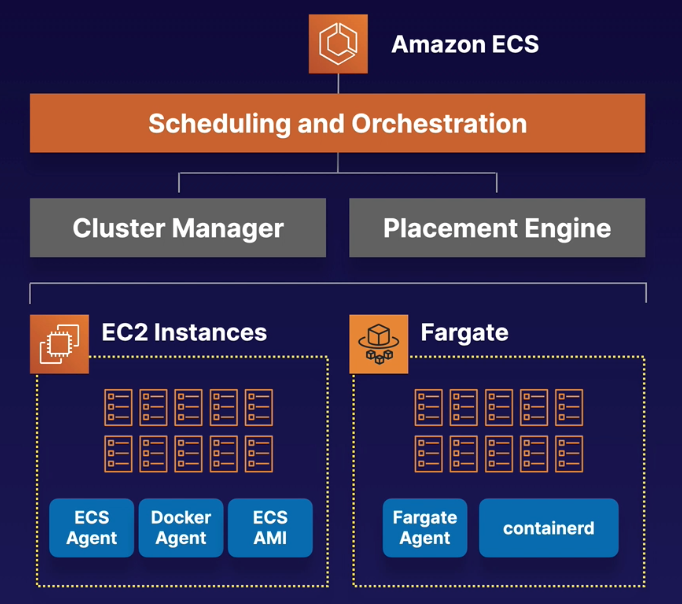 Amazon ECS
Scheduling and Orchestration
Cluster Manager
Placement Engine
EC2 Instances
Fargate
ECS
Agent
Docker
Agent
ECS
AMI
Fargate
Agent
containerd